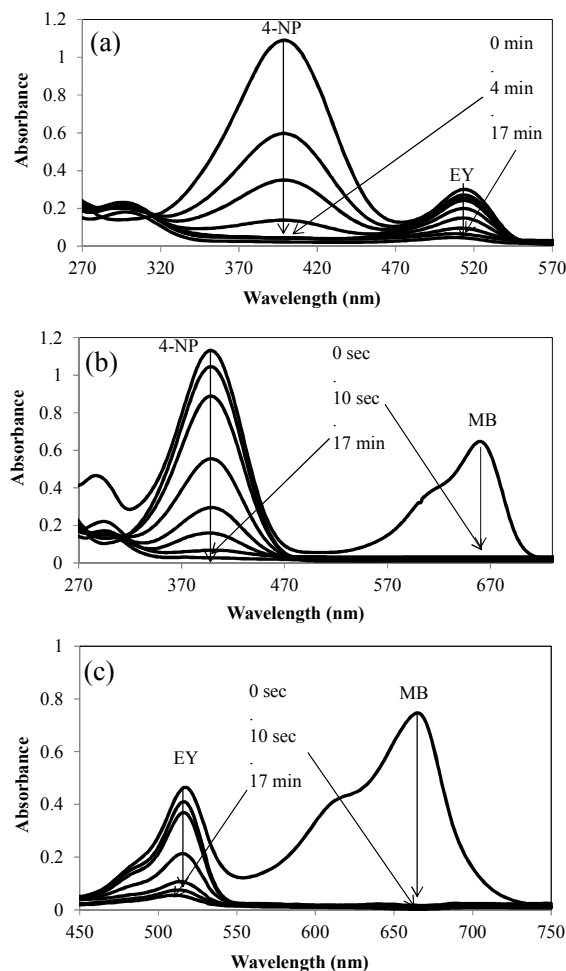 (a)
4-NP
0 min
.
4 min
.
17 min
EY
Absorbance
1.2
1
0.8
0.6
0.4
0.2
0
270 320 370 420 470 520 570
Wavelength (nm)
(b)
4-NP
0 sec
.
10 sec
.
17 min
MB
Absorbance
1.2
1
0.8
0.6
0.4
0.2
0
270 370 470 570 670
Wavelength (nm)
(c)
EY
0 sec
.
10 sec
.
17 min
MB
Absorbance
1
0.8
0.6
0.4
0.2
0
450 500 550 600 650 700 750
Wavelength (nm)